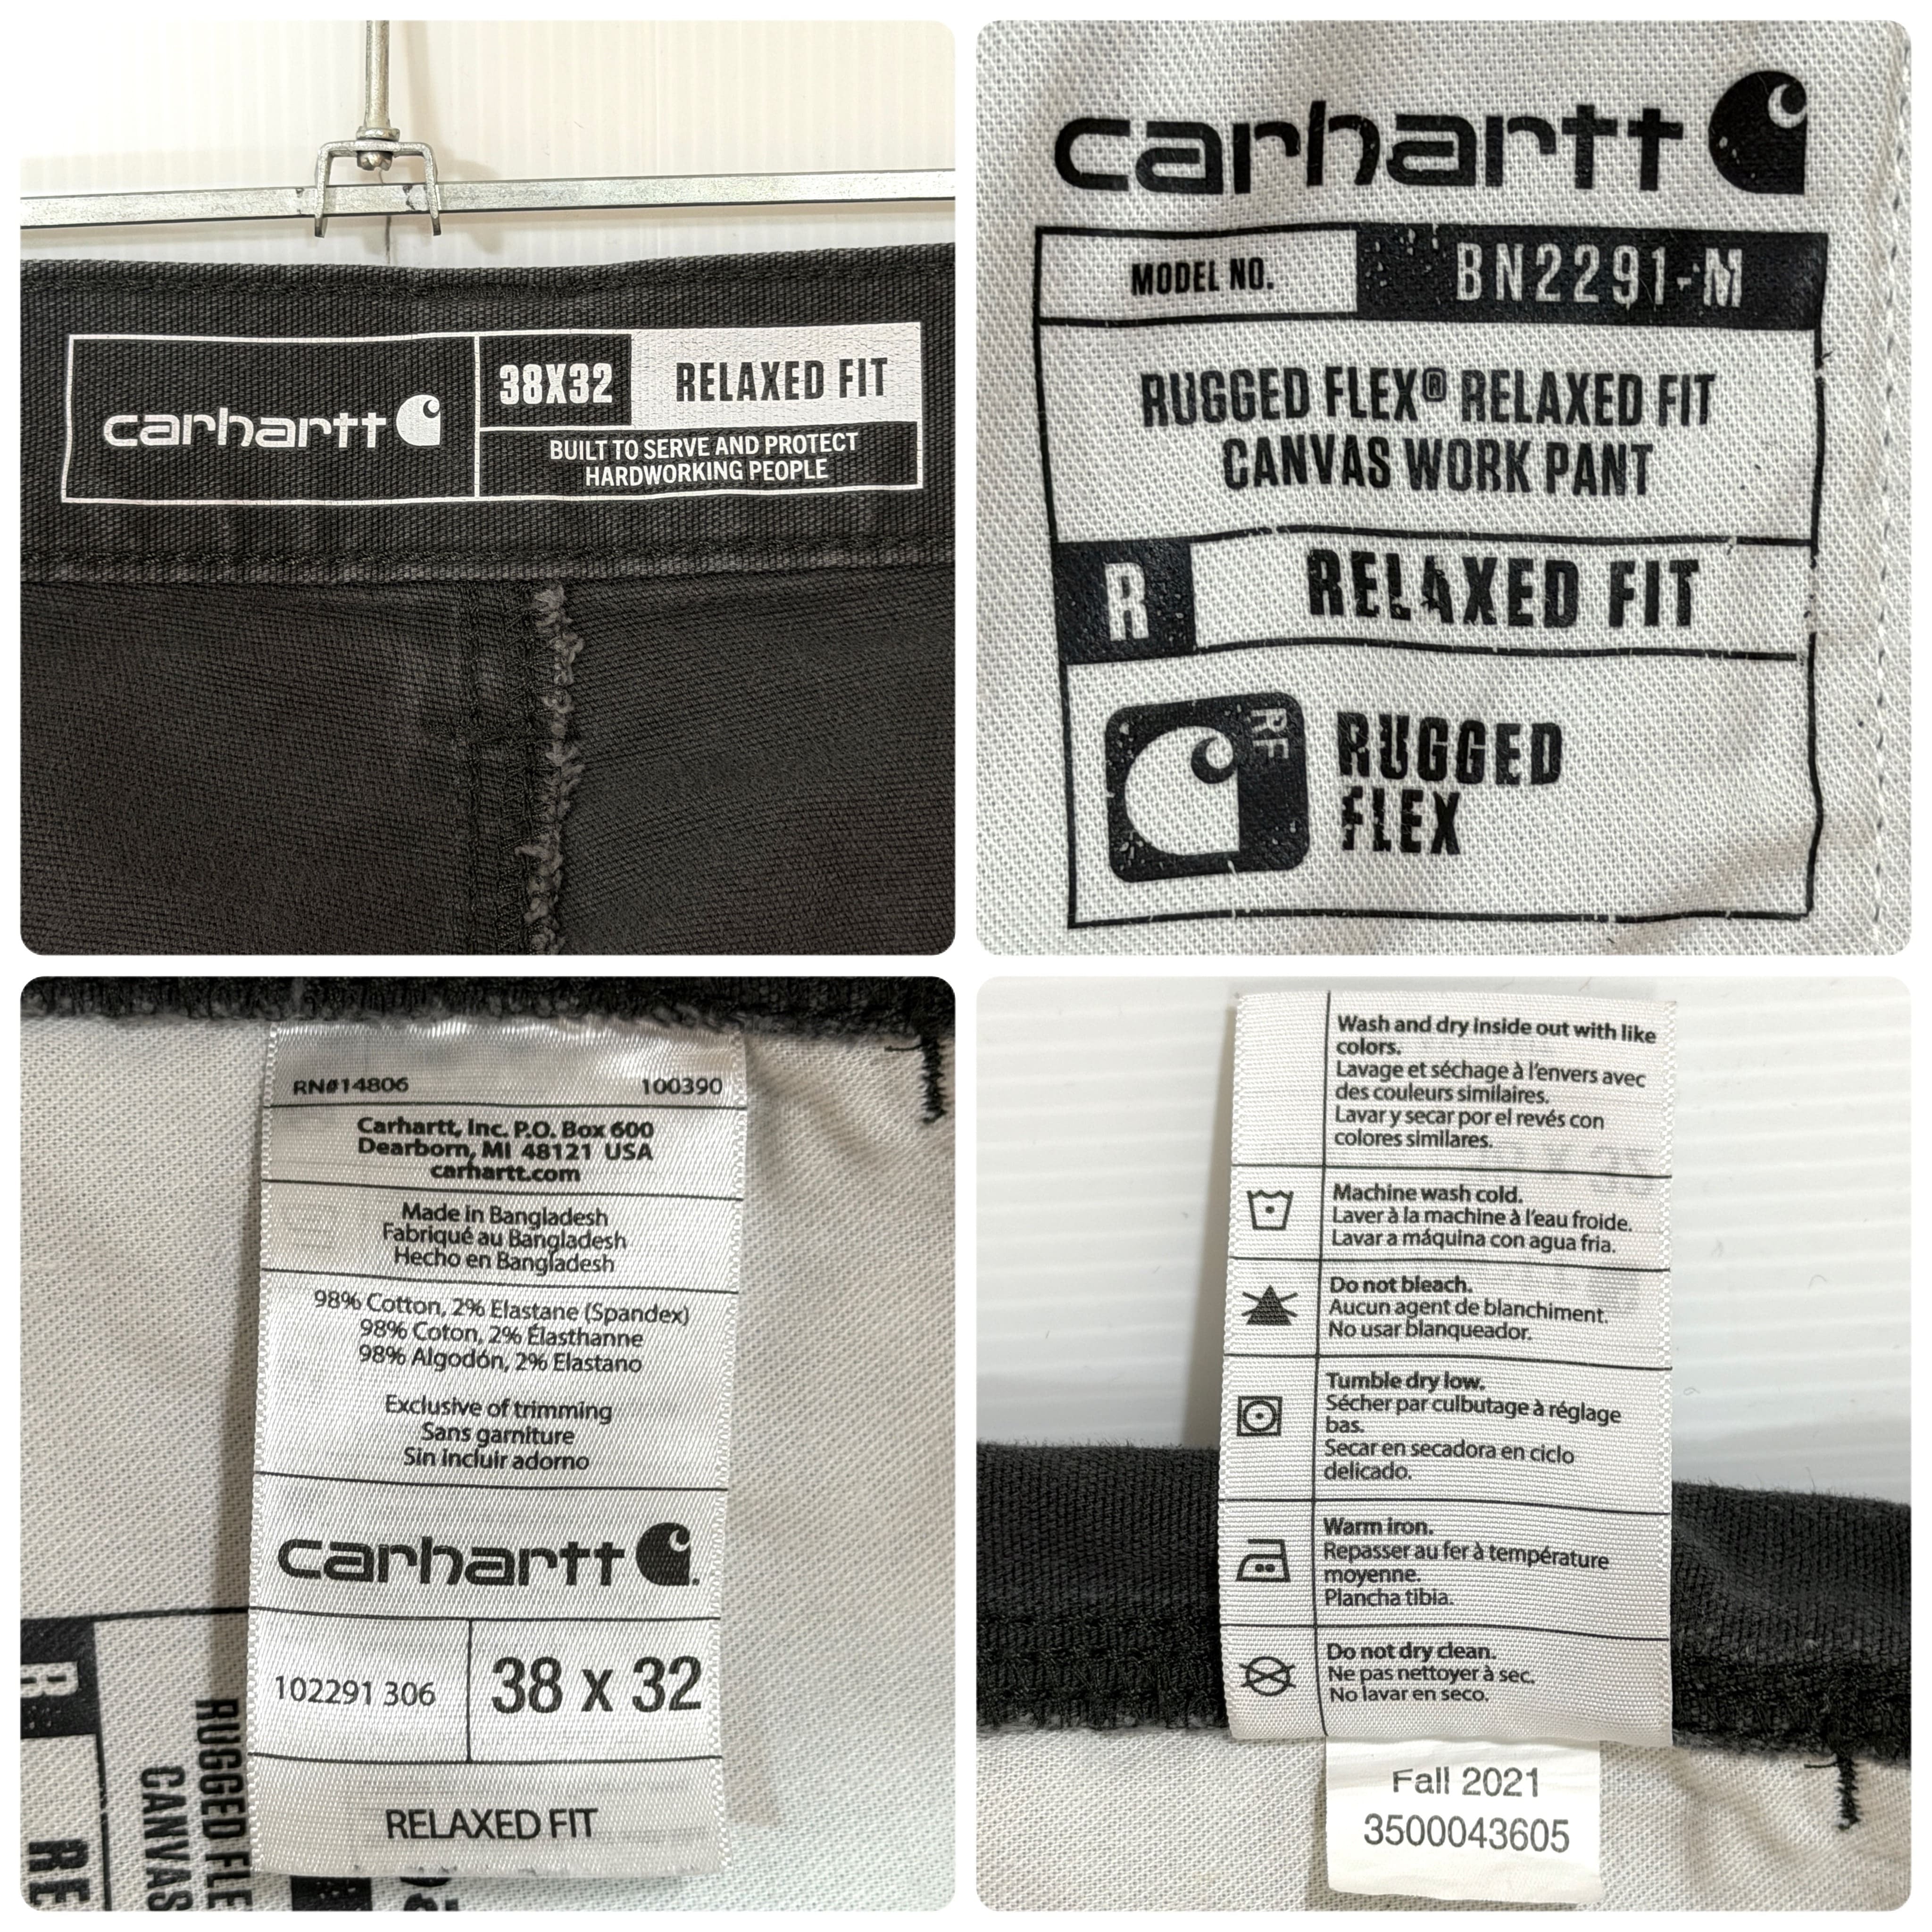 carhartt
38X32
RELAXED FIT
BUILT TO SERVE AND PROTECT
HARDWORKING PEOPLE
carhartt
MODEL NO.
BN2291-M
RUGGED FLEX® RELAXED FIT
CANVAS WORK PANT
R
RELAXED FIT
RF
RUGGED
FLEX
RN#14806
100390
Carhartt, Inc. P.O. Box 600
Dearborn, MI 48121 USA
carhartt.com
Made in Bangladesh
Fabriqué au Bangladesh
Hecho en Bangladesh
98% Cotton, 2% Elastane (Spandex)
98% Coton, 2% Élasthanne
98% Algodón, 2% Elastano
Exclusive of trimming
Sans garniture
Sin incluir adorno
carhartt
102291 306
38 x 32
RELAXED FIT
R
RE
RUGGED FLE
CANVAS
Wash and dry inside out with like
colors.
Lavage et séchage à l'envers avec
des couleurs similaires.
Lavar y secar por el revés con
colores similares.
Machine wash cold.
Laver à la machine à l'eau froide.
Lavar a máquina con agua fria.
Do not bleach.
Aucun agent de blanchiment.
No usar blanqueador.
Tumble dry low.
Sécher par culbutage à réglage
bas.
Secar en secadora en ciclo
delicado.
Warm iron.
Repasser au fer à température
moyenne.
Plancha tibia.
Do not dry clean.
Ne pas nettoyer à sec.
No lavar en seco.
Fall 2021
3500043605